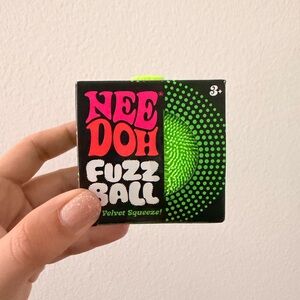 NEE
DOH
3+
FUZZ
BALL
Velvet Squeeze!